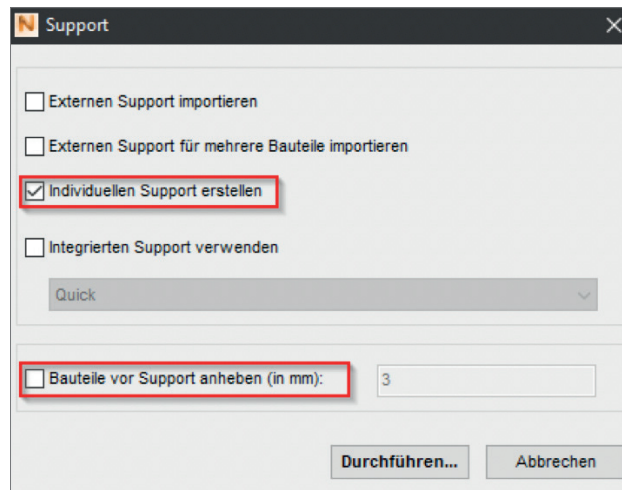 Support
Externen Support importieren
Externen Support für mehrere Bauteile importieren
Individuellen Support erstellen
Integrierten Support verwenden
Quick
Bauteile vor Support anheben (in mm):
3
Durchführen...
Abbrechen